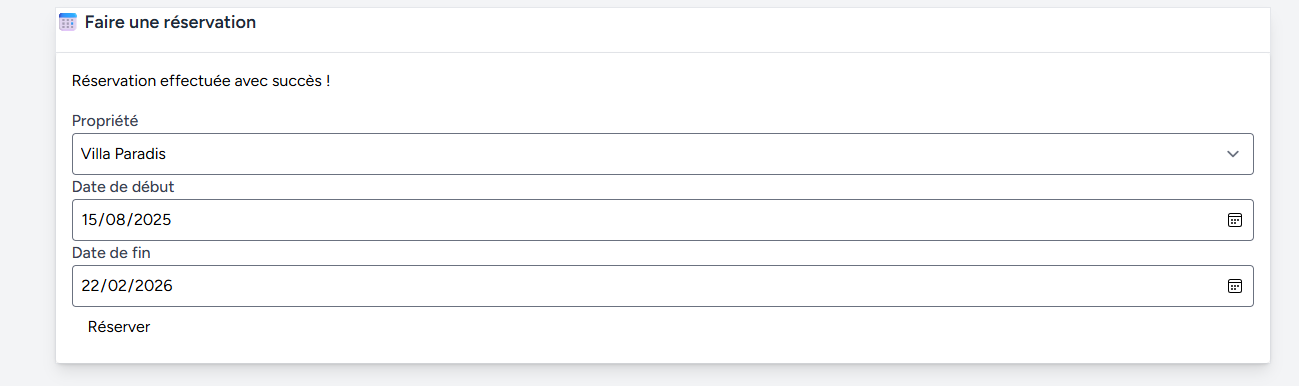 Faire une réservation
Réservation effectuée avec succès !
Propriété
Villa Paradis
Date de début
15/08/2025
Date de fin
22/02/2026
Réserver